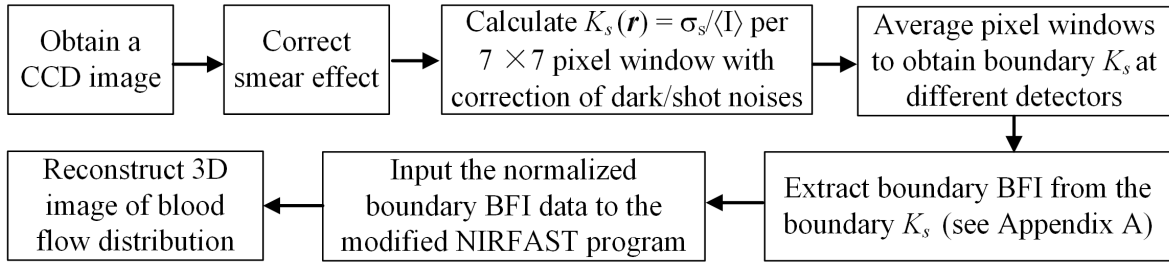 Obtain a
CCD image
Correct
smear effect
Calculate Kₛ(r) = σₛ/⟨I⟩ per
7 × 7 pixel window with
correction of dark/shot noises
Average pixel windows
to obtain boundary Kₛ at
different detectors
Extract boundary BFI from the
boundary Kₛ (see Appendix A)
Input the normalized
boundary BFI data to the
modified NIRFAST program
Reconstruct 3D
image of blood
flow distribution